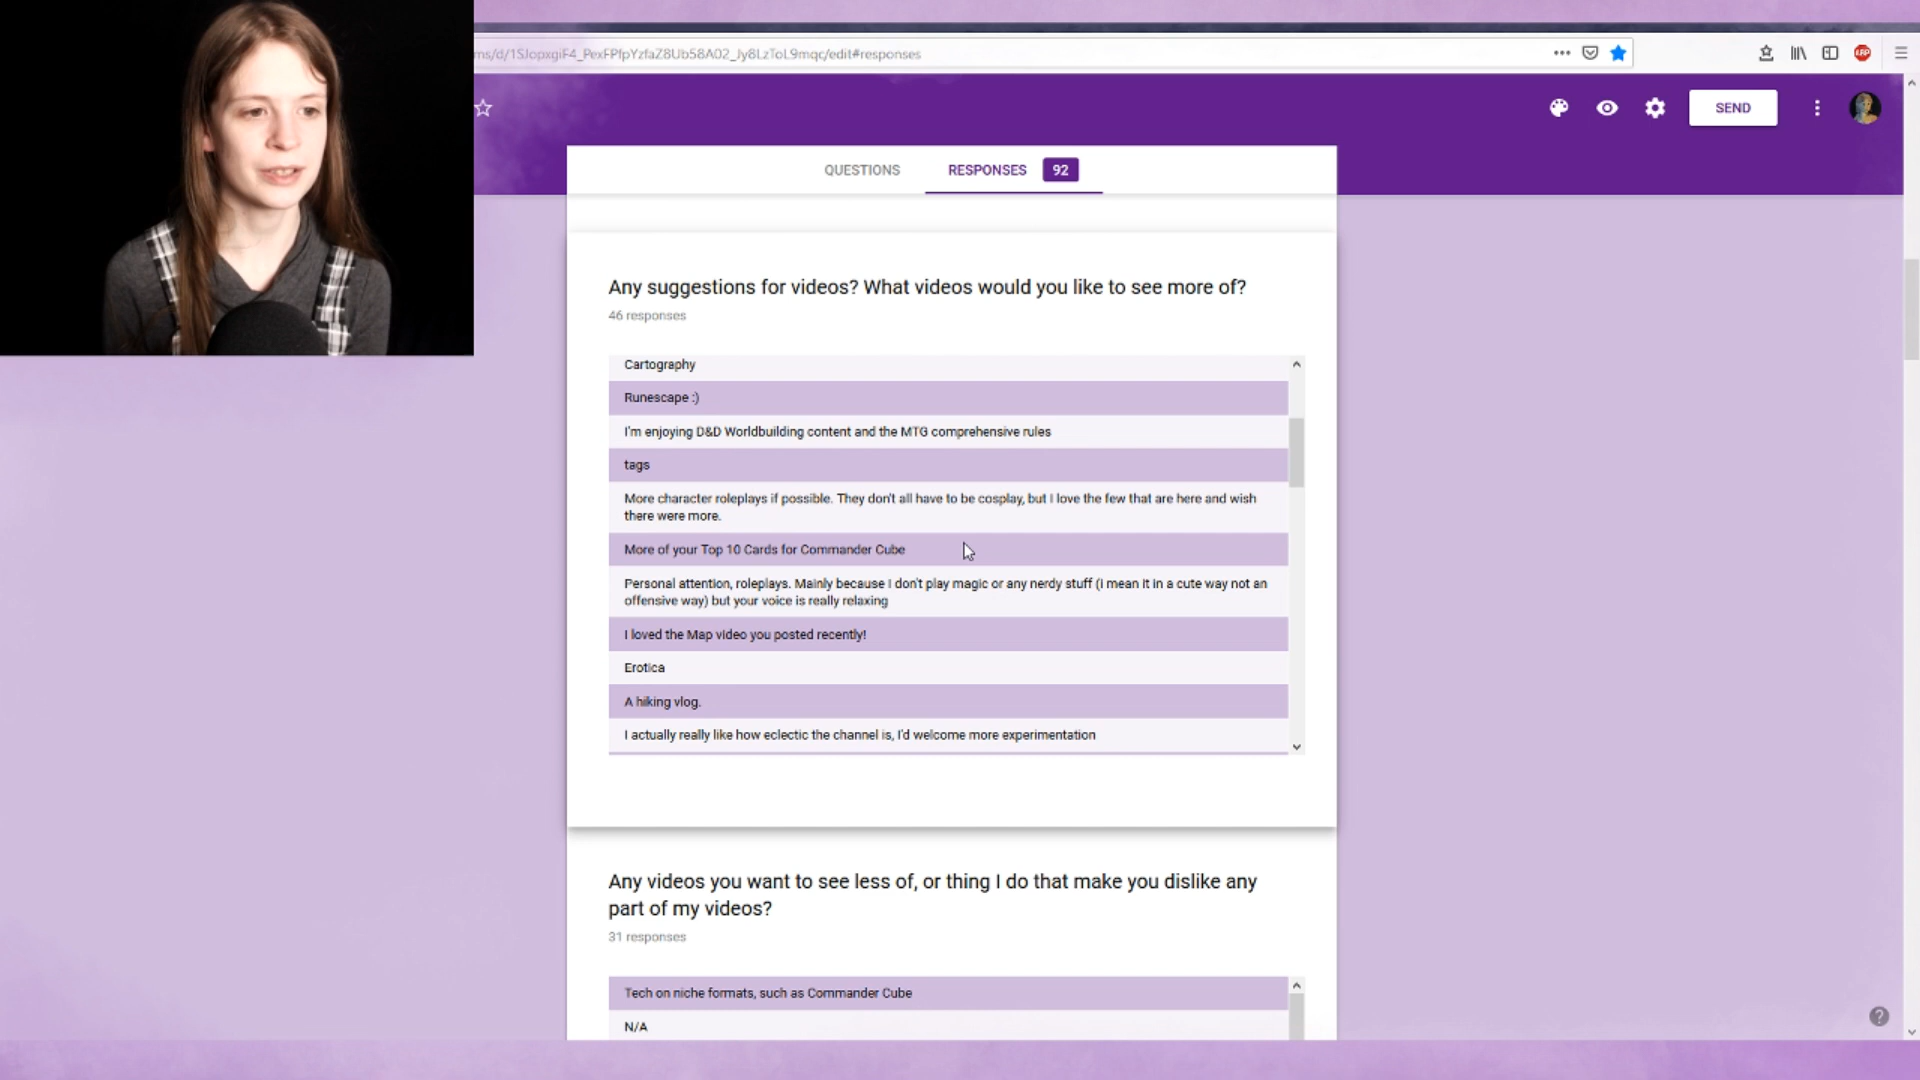 ms/d/1SJopxgiF4_PexFPfpYzfaZ8Ub58A02_Jy8LzToL9mqc/edit#responses
SEND
QUESTIONS
RESPONSES 92
Any suggestions for videos? What videos would you like to see more of?
46 responses
Cartography
Runescape :)
I'm enjoying D&D Worldbuilding content and the MTG comprehensive rules
tags
More character roleplays if possible. They don't all have to be cosplay, but I love the few that are here and wish
there were more.
More of your Top 10 Cards for Commander Cube
Personal attention, roleplays. Mainly because I don't play magic or any nerdy stuff (I mean it in a cute way not an
offensive way) but your voice is really relaxing
I loved the Map video you posted recently!
Erotica
A hiking vlog.
I actually really like how eclectic the channel is, I'd welcome more experimentation
Any videos you want to see less of, or thing I do that make you dislike any
part of my videos?
31 responses
Tech on niche formats, such as Commander Cube
N/A